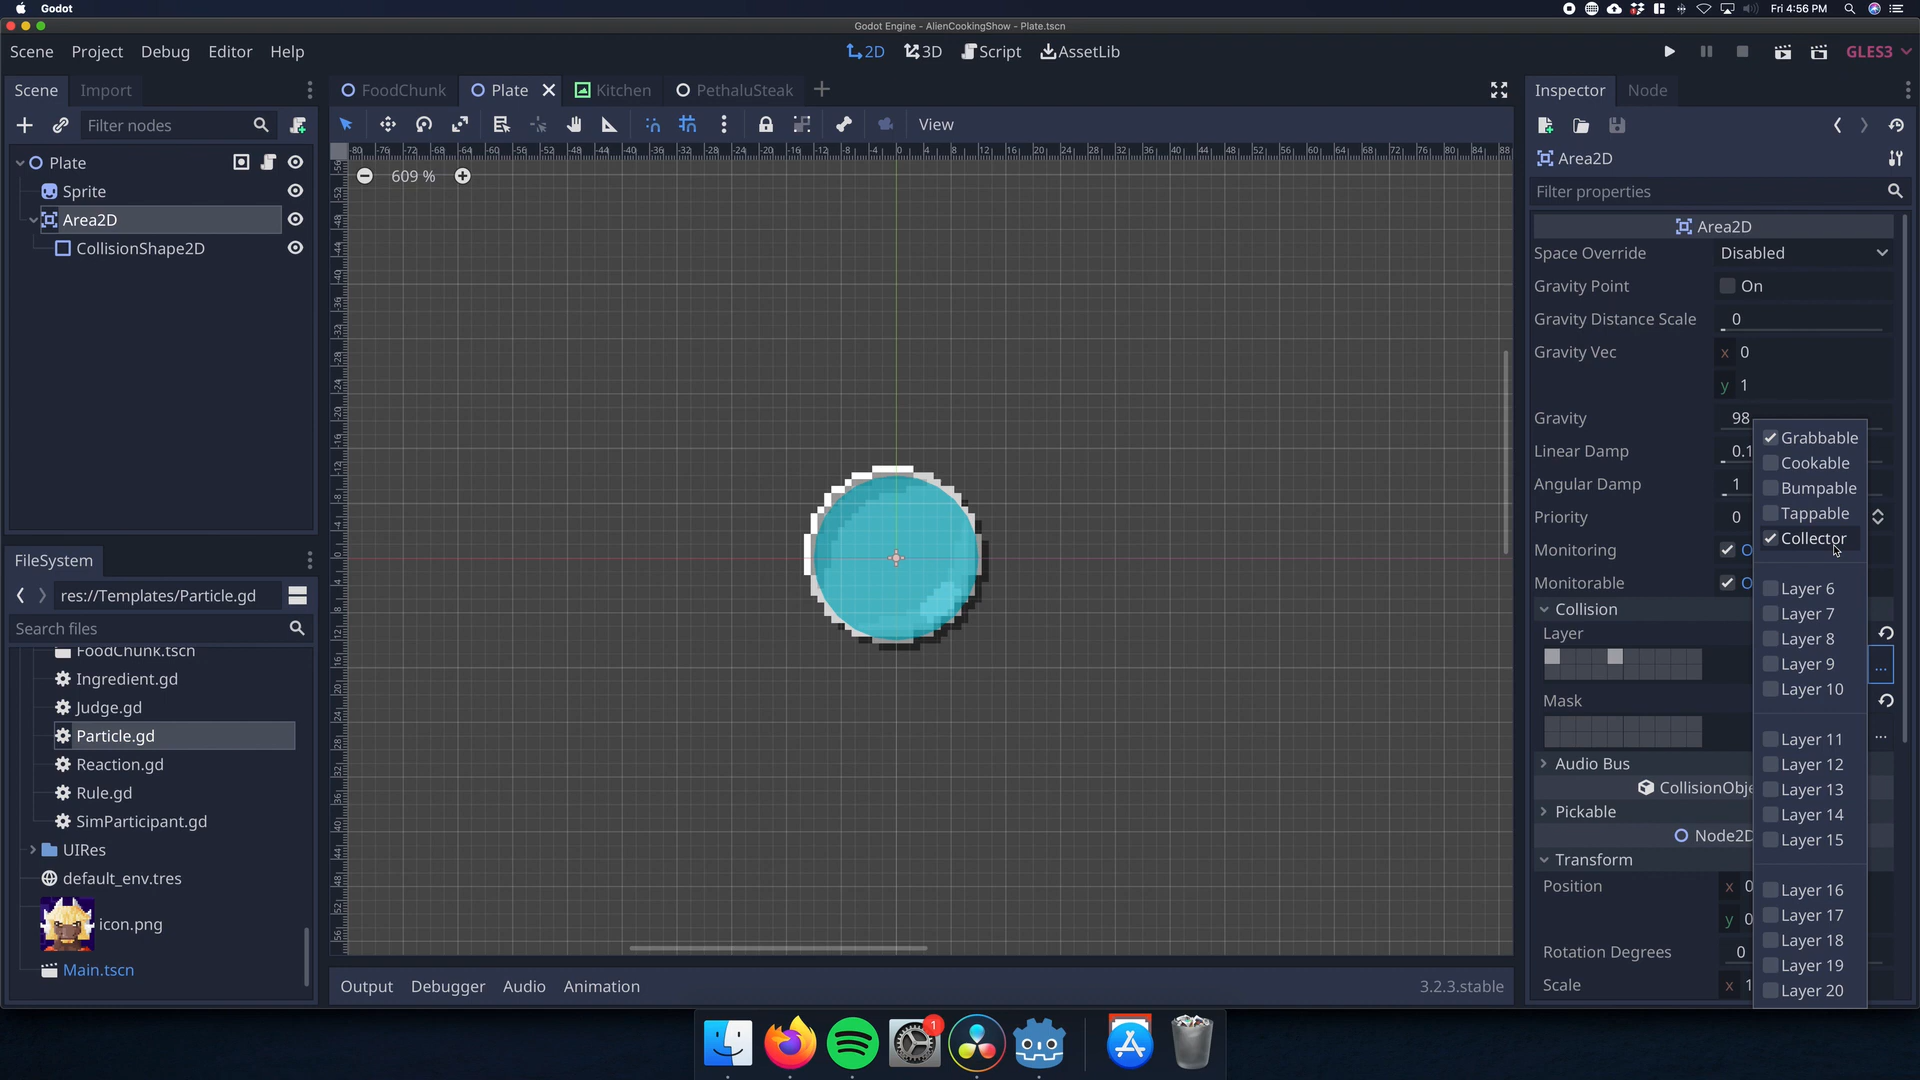 Godot
Fri 4:56 PM
Godot Engine - AlienCookingShow - Plate.tscn
Scene Project Debug Editor Help
2D 3D Script AssetLib
GLES3
Scene Import
FoodChunk Plate Kitchen PethaluSteak
Inspector Node
Filter nodes
View
Plate
Sprite
Area2D
CollisionShape2D
609 %
Area2D
Filter properties
Area2D
Space Override Disabled
Gravity Point On
Gravity Distance Scale 0
Gravity Vec x 0
y 1
Gravity 98
Linear Damp 0.1
Angular Damp 1
Priority 0
Monitoring O
Monitorable O
Collision
Layer
...
Mask
...
Audio Bus
CollisionObje
Pickable
Node2D
Transform
Position x 0
y 0
Rotation Degrees 0
Scale x 1
Grabbable
Cookable
Bumpable
Tappable
Collector
Layer 6
Layer 7
Layer 8
Layer 9
Layer 10
Layer 11
Layer 12
Layer 13
Layer 14
Layer 15
Layer 16
Layer 17
Layer 18
Layer 19
Layer 20
FileSystem
res://Templates/Particle.gd
Search files
FoodChunk.tscn
Ingredient.gd
Judge.gd
Particle.gd
Reaction.gd
Rule.gd
SimParticipant.gd
UIRes
default_env.tres
icon.png
Main.tscn
Output Debugger Audio Animation
3.2.3.stable
1